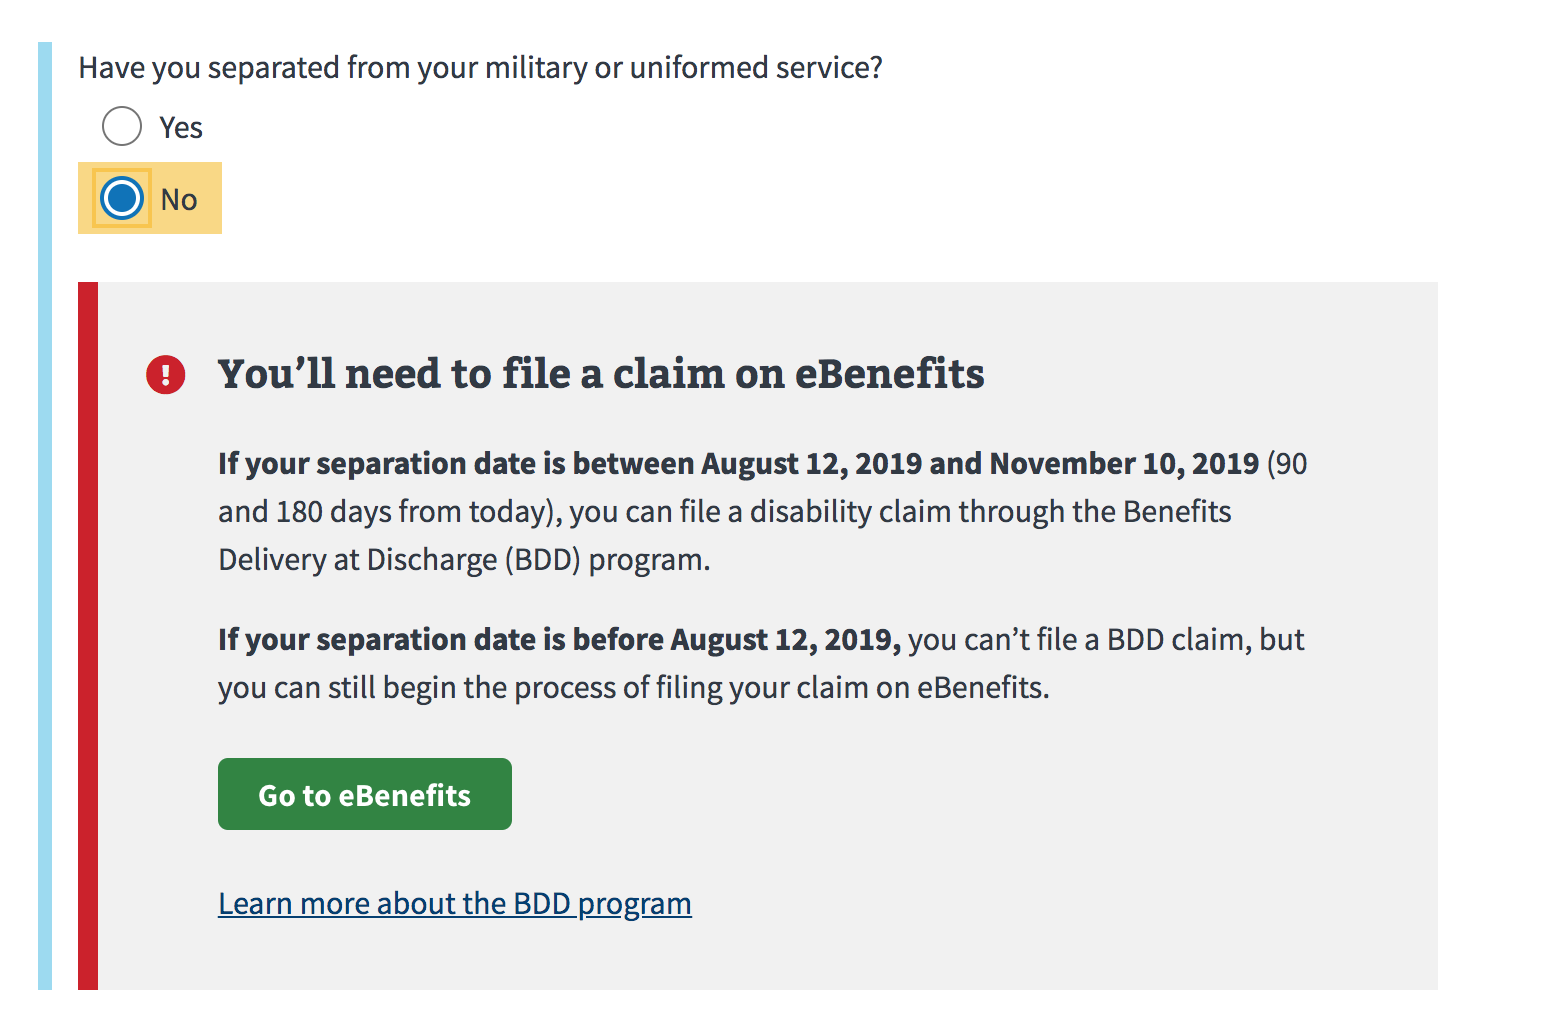 Have you separated from your military or uniformed service?
Yes
No
You’ll need to file a claim on eBenefits
If your separation date is between August 12, 2019 and November 10, 2019 (90
and 180 days from today), you can file a disability claim through the Benefits
Delivery at Discharge (BDD) program.
If your separation date is before August 12, 2019, you can’t file a BDD claim, but
you can still begin the process of filing your claim on eBenefits.
Go to eBenefits
Learn more about the BDD program